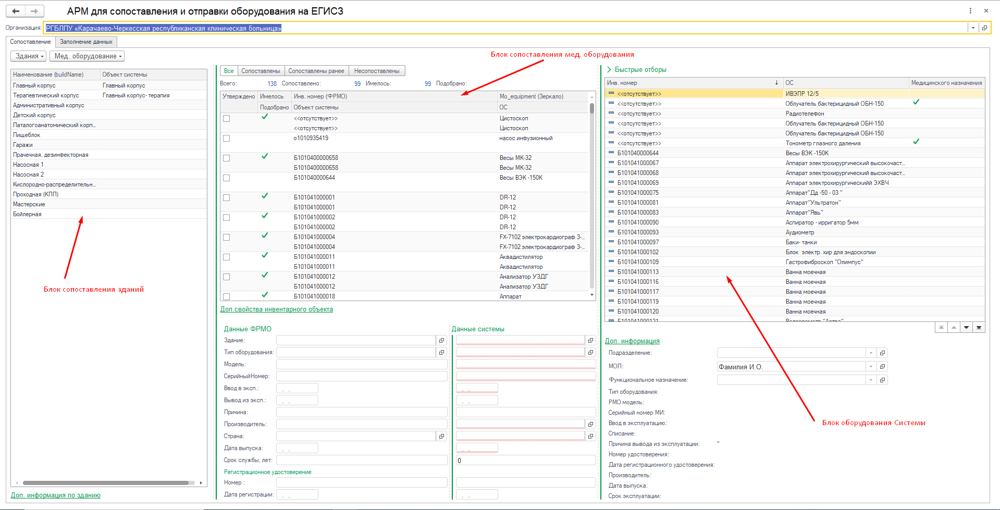 АРМ для сопоставления и отправки оборудования на ЕГИСЗ
Организация: РГБЛПУ «Карачаево-Черкесская республиканская клиническая больница»
Сопоставление Заполнение данных
Здания Мед. оборудование
Наименование (buildName) Объект системы
Главный корпус Главный корпус
Терапевтический корпус Главный корпус- терапия
Административный корпус
Детский корпус
Паталогоанатомический корп...
Пищеблок
Гаражи
Прачечная, дезинфекторная
Насосная 1
Насосная 2
Кислородно-распределительн...
Проходная (КПП)
Мастерские
Бойлерная
Блок сопоставления зданий
Доп. информация по зданию
Блок сопоставления мед. оборудования
Все Сопоставлены Сопоставлены ранее Несопоставлены
Всего: 138 Сопоставлено: 99 Имелось: 99 Подобрано:
Утверждено Имелось Инв. номер (ФРМО) Mo_equipment (Зеркало)
Подобрано Объект системы ОС
<<отсутствует>> Цистоскоп
<<отсутствует>> Цистоскоп
о1010935419 насос инфузионный
Б1010400000658 Весы МК-32
Б1010400000658 Весы МК-32
Б101040000644 Весы ВЭК -150К
Б101041000001 DR-12
Б101041000001 DR-12
Б101041000002 DR-12
Б101041000002 DR-12
Б101041000004 FX-7102 электрокардиограф 3-...
Б101041000004 FX-7102 электрокардиограф 3-...
Б101041000011 Аквадистилятор
Б101041000011 Аквадистилятор
Б101041000012 Анализатор УЗДГ
Б101041000012 Анализатор УЗДГ
Б101041000018 Аппарат
Доп.свойства инвентарного объекта
Данные ФРМО Данные системы
Здание:
Тип оборудования:
Модель:
СерийныйНомер:
Ввод в эксп.: . . . .
Вывод из эксп.: . . . .
Причина:
Производитель:
Страна:
Дата выпуска: . . . .
Срок службы, лет: 0
Регистрационное удостоверение
Номер :
Дата регистрации: . . . .
Быстрые отборы
Инв. номер ↓ ОС Медицинского назначения
<<отсутствует>> ИВЭПР 12/5
<<отсутствует>> Облучатель бактерицидный ОБН-150
<<отсутствует>> Радиотелефон
<<отсутствует>> Облучатель бактерицидный ОБН-150
<<отсутствует>> Облучатель бактерицидный ОБН-150
<<отсутствует>> Тонометр глазного даления
Б101040000644 Весы ВЭК -150К
Б101041000067 Аппарат электрохирургический высокочаст...
Б101041000068 Аппарат электрохирургический высокочаст...
Б101041000069 Аппарат электрохирургическийй ЭХВЧ
Б101041000075 Аппарат"Дд -50 - 03 "
Б101041000081 Аппарат"Ультратон"
Б101041000083 Аппарат"Явь"
Б101041000090 Аспиратор - ирригатор 5мм
Б101041000093 Аудиометр
Б101041000097 Баки- танки
Б101041000102 Блок электр. хир для эндоскопии
Б101041000109 Гастрофиброскоп "Олимпус"
Б101041000113 Ванна моечная
Б101041000116 Ванна моечная
Б101041000117 Ванна моечная
Б101041000119 Ванна моечная
Б101041000120 Ванна моечная
Б101041000121
Доп. информация
Подразделение:
МОЛ: Фамилия И.О.
Функциональное назначение:
Тип оборудования:
РМО модель:
Серийный номер МИ:
Ввод в эксплуатацию:
Списание:
Причина вывода из эксплуатации: "
Номер удостоверения:
Дата регистрационного удостоверения:
Производитель:
Дата выпуска:
Срок эксплуатации:
Блок оборудования Системы